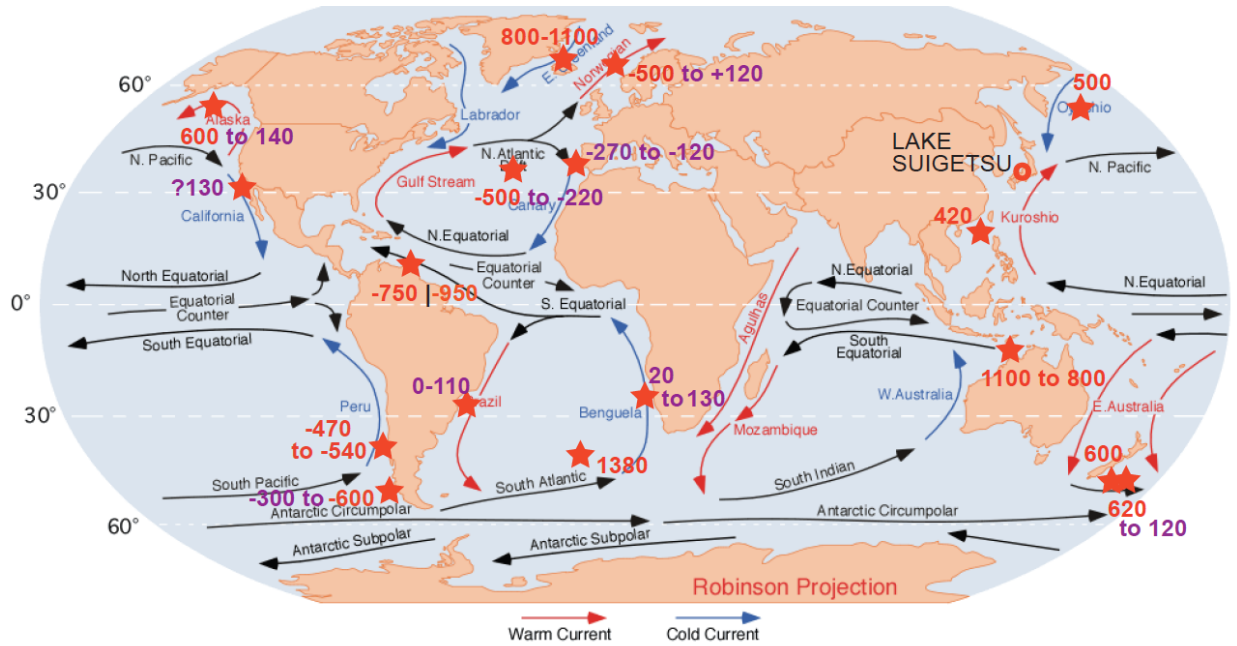 800-1100
E. Greenland
Norwegian
-500 to +120
60°
500
Oyashio
Alaska
600 to 140
Labrador
LAKE
SUIGETSU
N. Pacific
N.Atlantic
Drift
-270 to -120
N. Pacific
?130
30°
Gulf Stream
-500 to -220
Canary
California
420
Kuroshio
N.Equatorial
North Equatorial
Equatorial
Counter
N.Equatorial
N.Equatorial
Equatorial
Counter
-750 |-950
0°
S. Equatorial
Equatorial Counter
Agulhas
South Equatorial
South
Equatorial
1100 to 800
0-110
Brazil
20
to 130
Peru
Benguela
W.Australia
E.Australia
30°
-470
to -540
Mozambique
1380
600
South Pacific
South Atlantic
South Indian
-300 to -600
Antarctic Circumpolar
Antarctic Circumpolar
620
to 120
60°
Antarctic Subpolar
Antarctic Subpolar
Robinson Projection
Warm Current
Cold Current